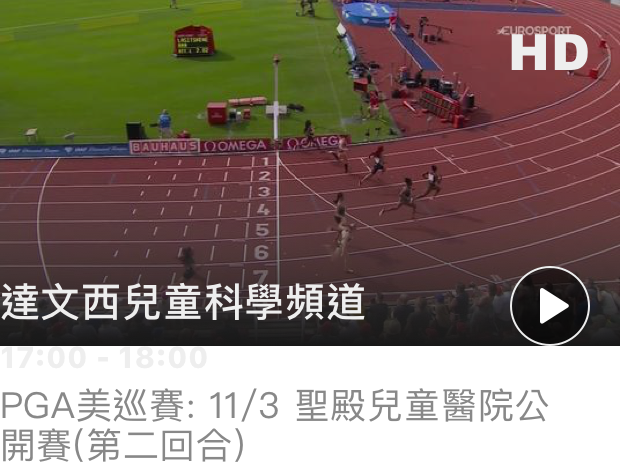 EUROSPORT
HD
BAUHAUS
OMEGA
OMEGA
1
2
3
4
5
6
7
達文西兒童科學頻道
17:00 - 18:00
PGA美巡賽: 11/3 聖殿兒童醫院公
開賽(第二回合)